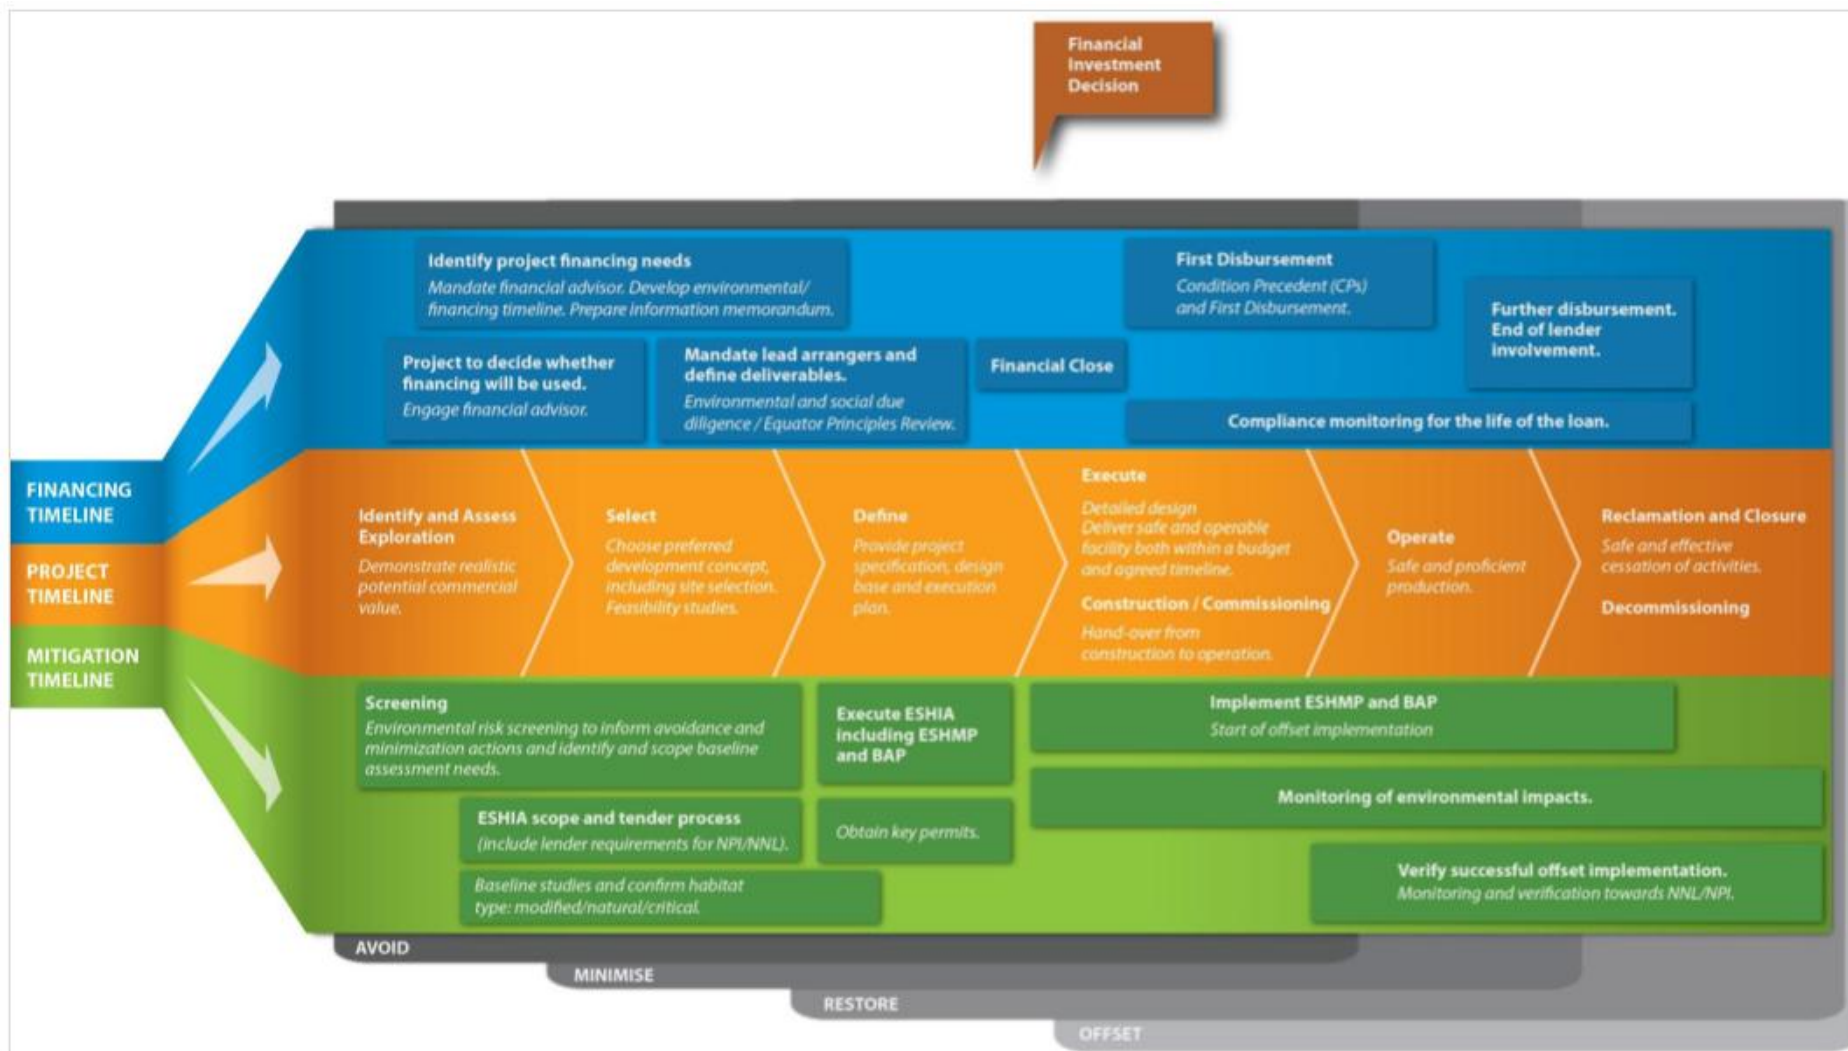 Financial
Investment
Decision
Identify project financing needs
Mandate financial advisor. Develop environmental/
financing timeline. Prepare information memorandum.
First Disbursement
Condition Precedent (CPs)
and First Disbursement.
Further disbursement.
End of lender
involvement.
Project to decide whether
financing will be used.
Engage financial advisor.
Mandate lead arrangers and
define deliverables.
Environmental and social due
diligence / Equator Principles Review.
Financial Close
Compliance monitoring for the life of the loan.
FINANCING
TIMELINE
PROJECT
TIMELINE
MITIGATION
TIMELINE
Identify and Assess
Exploration
Demonstrate realistic
potential commercial
value.
Select
Choose preferred
development concept,
including site selection.
Feasibility studies.
Define
Provide project
specification, design
base and execution
plan.
Execute
Detailed design
Deliver safe and operable
facility both within a budget
and agreed timeline.
Construction / Commissioning
Hand-over from
construction to operation.
Operate
Safe and proficient
production.
Reclamation and Closure
Safe and effective
cessation of activities.
Decommissioning
Screening
Environmental risk screening to inform avoidance and
minimization actions and identify and scope baseline
assessment needs.
Execute ESHIA
including ESHMP
and BAP
Implement ESHMP and BAP
Start of offset implementation
Monitoring of environmental impacts.
ESHIA scope and tender process
(include lender requirements for NPI/NNL).
Obtain key permits.
Baseline studies and confirm habitat
type: modified/natural/critical.
Verify successful offset implementation.
Monitoring and verification towards NNL/NPI.
AVOID
MINIMISE
RESTORE
OFFSET